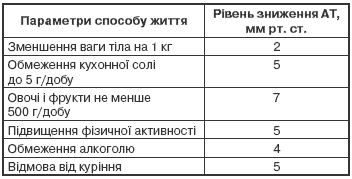 Параметри способу життя
Рівень зниження АТ,
мм рт. ст.
Зменшення ваги тіла на 1 кг
2
Обмеження кухонної солі
до 5 г/добу
5
Овочі і фрукти не менше
500 г/добу
7
Підвищення фізичної активності
5
Обмеження алкоголю
4
Відмова від куріння
5